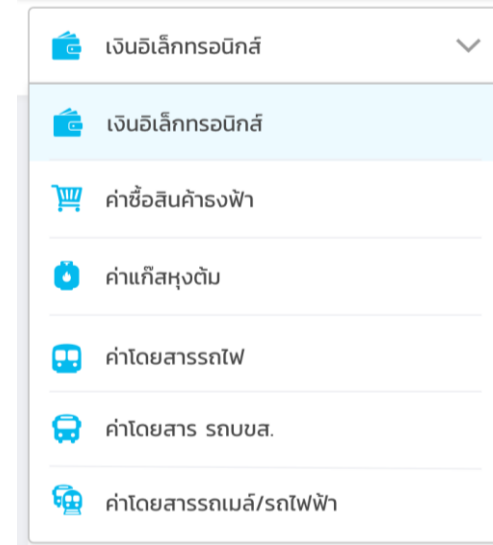 เงินอิเล็กทรอนิกส์
เงินอิเล็กทรอนิกส์
ค่าซื้อสินค้าธงฟ้า
ค่าแก๊สหุงต้ม
ค่าโดยสารรถไฟ
ค่าโดยสาร รถบขส.
ค่าโดยสารรถเมล์/รถไฟฟ้า